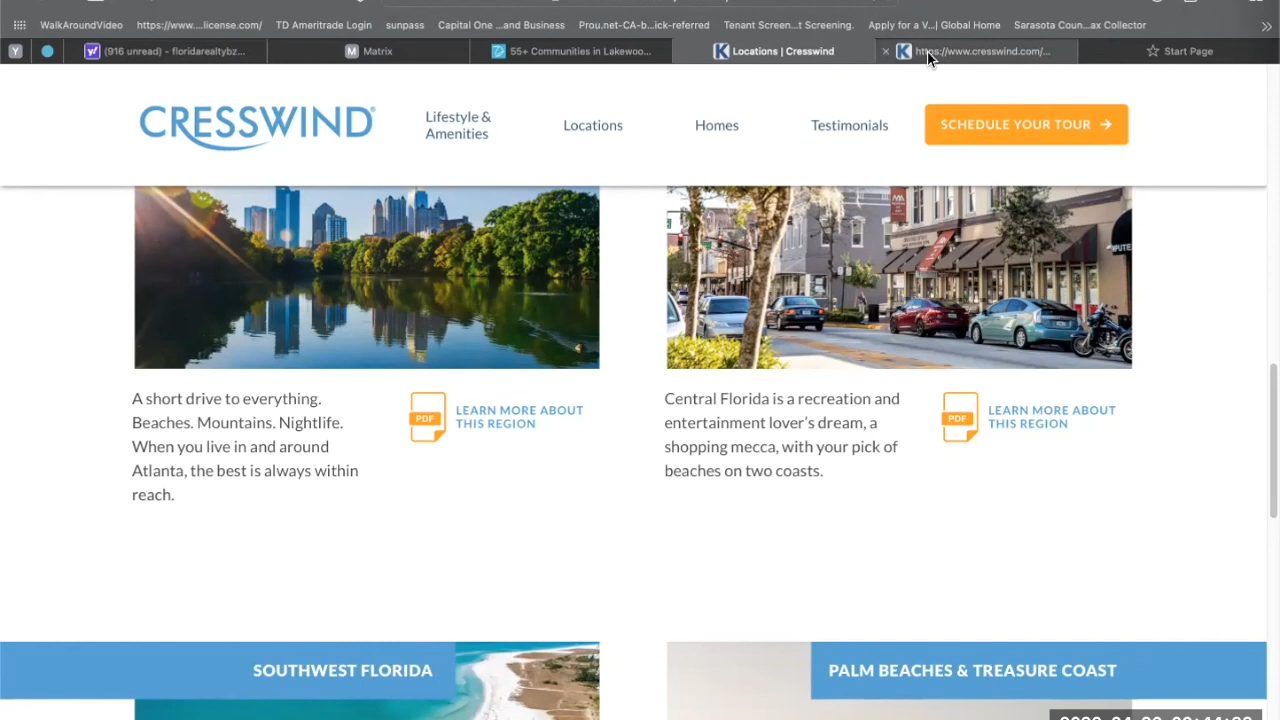 WalkAroundVideo https://www....license.com/ TD Ameritrade Login sunpass Capital One ...and Business Prou.net-CA-b...ick-referred Tenant Screen...t Screening. Apply for a V...| Global Home Sarasota Coun...ax Collector
Y (916 unread) - floridarealtybz... M Matrix 55+ Communities in Lakewoo... Locations | Cresswind https://www.cresswind.com/... Start Page
CRESSWIND®
Lifestyle &
Amenities
Locations
Homes
Testimonials
SCHEDULE YOUR TOUR →
A short drive to everything.
Beaches. Mountains. Nightlife.
When you live in and around
Atlanta, the best is always within
reach.
PDF
LEARN MORE ABOUT
THIS REGION
Central Florida is a recreation and
entertainment lover's dream, a
shopping mecca, with your pick of
beaches on two coasts.
PDF
LEARN MORE ABOUT
THIS REGION
SOUTHWEST FLORIDA
PALM BEACHES & TREASURE COAST